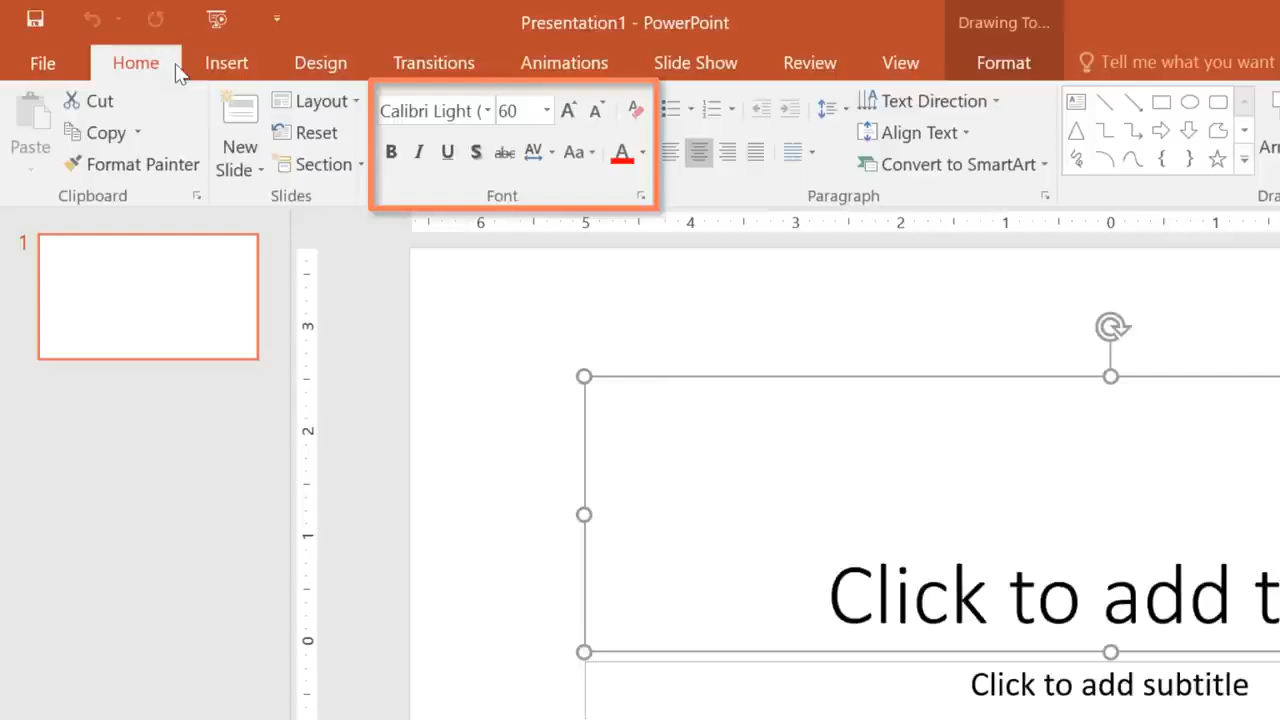 Presentation1 - PowerPoint
Drawing To...
File
Home
Insert
Design
Transitions
Animations
Slide Show
Review
View
Format
Tell me what you want
Paste
Cut
Copy
Format Painter
Clipboard
New
Slide
Layout
Reset
Section
Slides
Calibri Light (
60
B I U S abc AV Aa A
Font
Text Direction
Align Text
Convert to SmartArt
Paragraph
Arr
Dra
6 5 4 3 2 1 0 1
1
3
2
1
0
Click to add t
Click to add subtitle